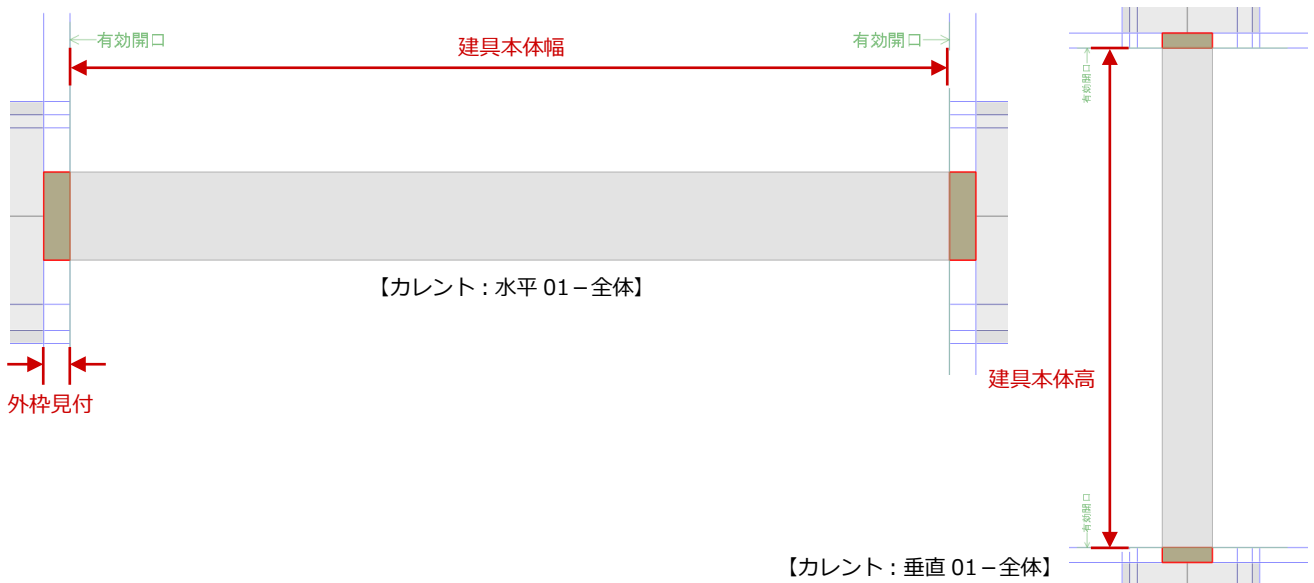 有効開口
建具本体幅
有効開口
【カレント：水平 01－全体】
外枠見付
有効開口
建具本体高
有効開口
【カレント：垂直 01－全体】